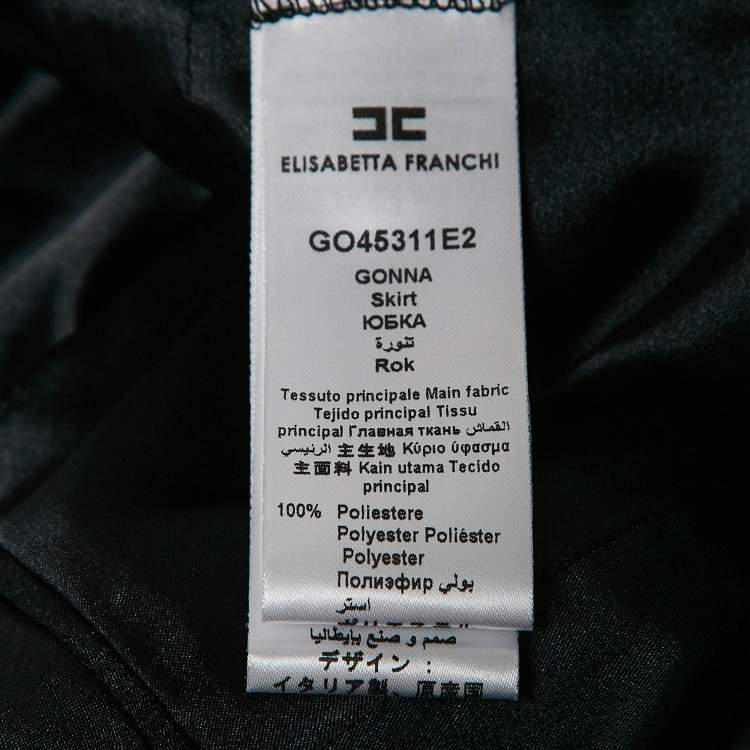 ELISABETTA FRANCHI
GO45311E2
GONNA
Skirt
ЮБКА
تنورة
Rok
Tessuto principale Main fabric
Tejido principal Tissu
principal Главная ткань القماش
الرئيسي 主生地 Κύριο ύφασμα
主面料 Kain utama Tecido
principal
100% Poliestere
Polyester Poliéster
Polyester
Полиэфир بولي
استر
صمم و صنع بإيطاليا
デザイン：
イタリア製、原産国